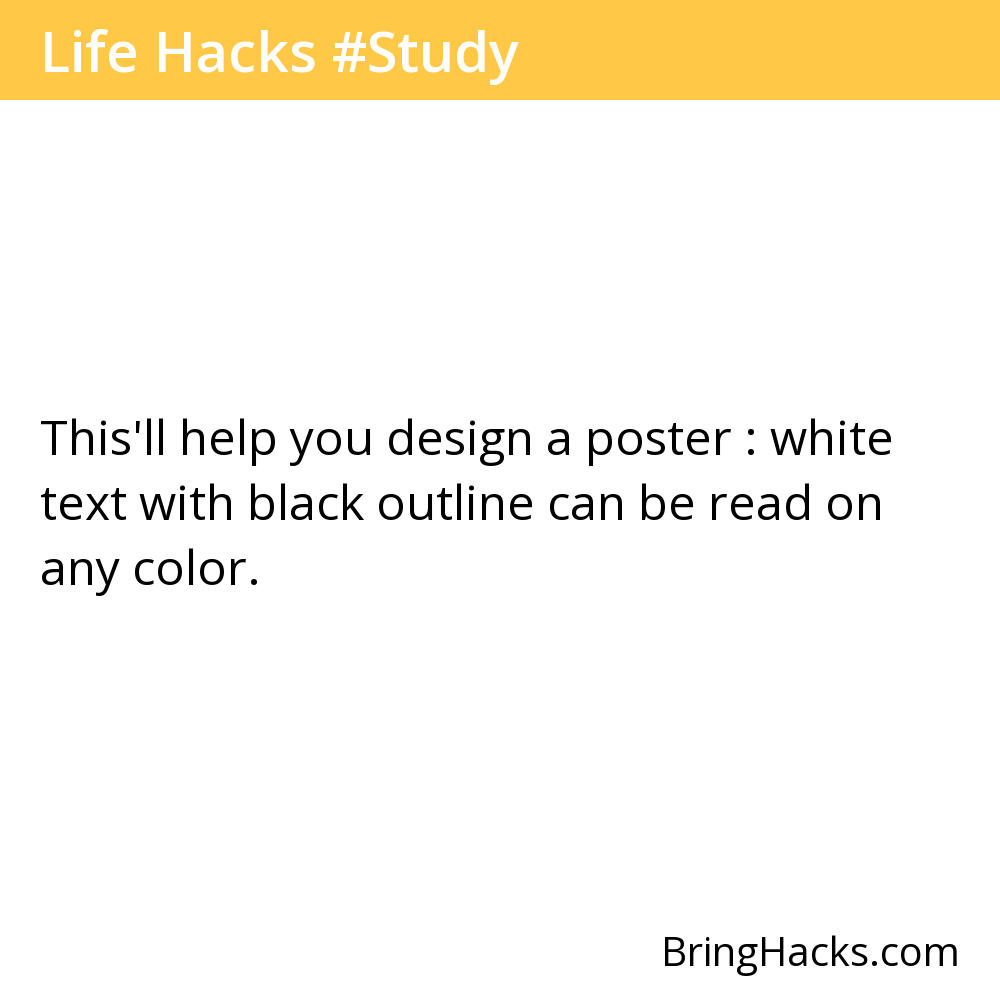 Life Hacks #Study
This'll help you design a poster : white
text with black outline can be read on
any color.
BringHacks.com